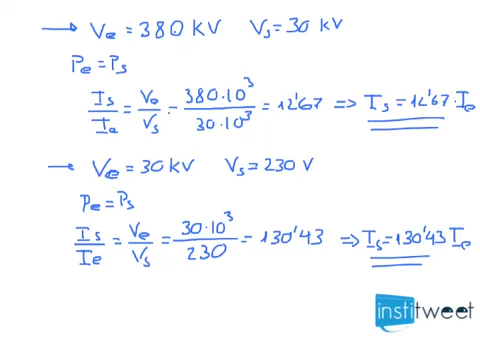 → Ve = 380 KV Vs = 30 KV
Pe = Ps
Is/Ie = Ve/Vs = 380·10³/30·10³ = 12'67 ⇒ Is = 12'67·Ie
→ Ve = 30 KV Vs = 230 V
Pe = Ps
Is/Ie = Ve/Vs = 30·10³/230 = 130'43 ⇒ Is = 130'43 Ie
institweet